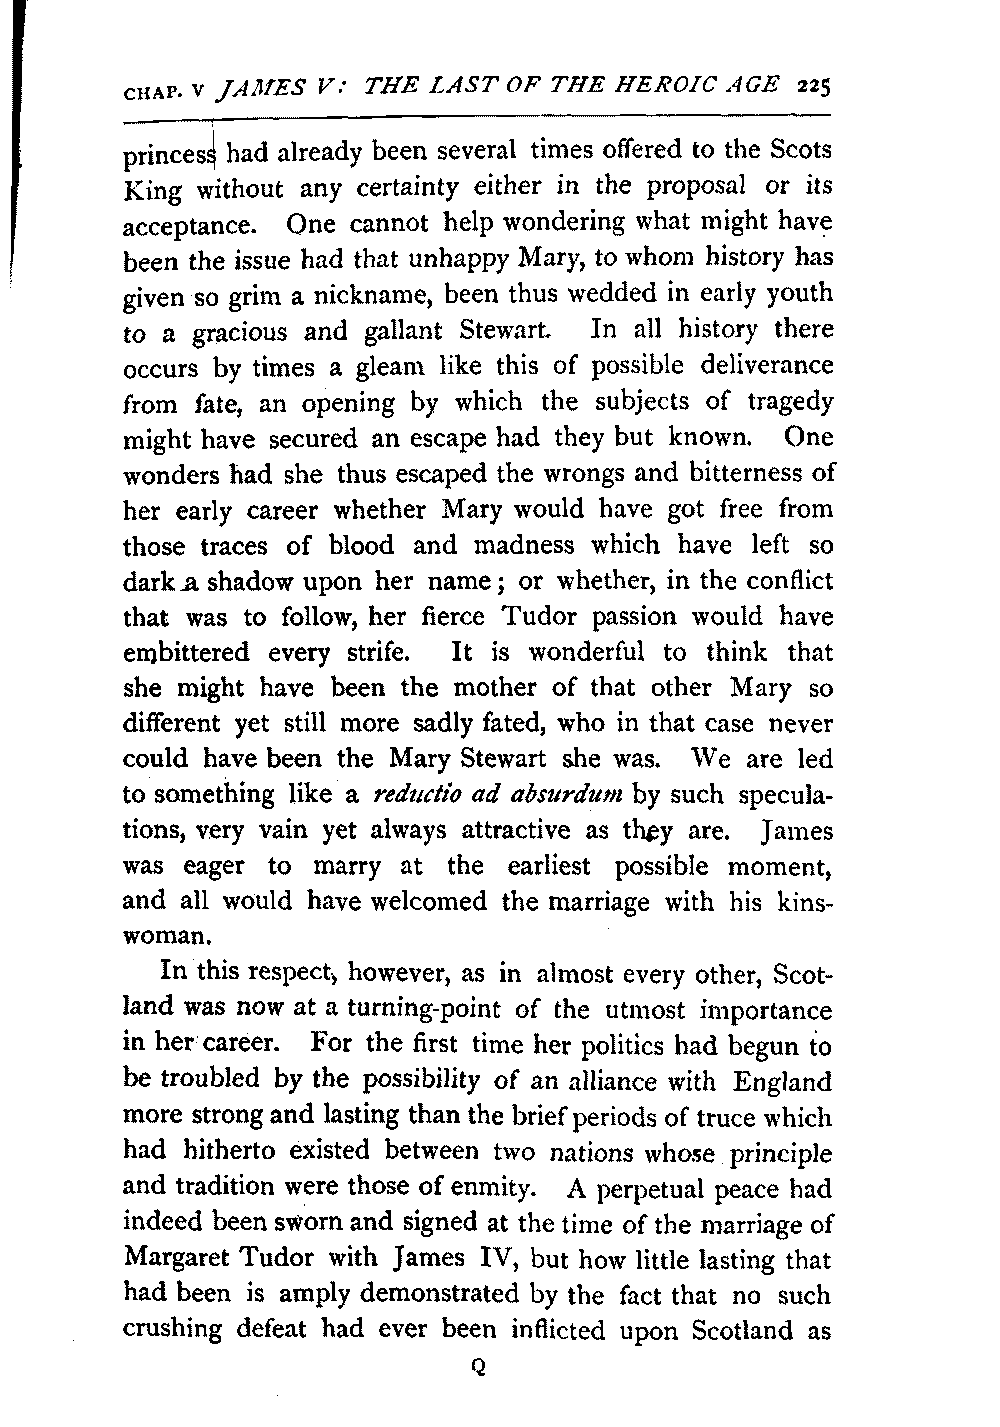 CHAP. V JAMES V: THE LAST OF THE HEROIC AGE 225
princess had already been several times offered to the Scots
King without any certainty either in the proposal or its
acceptance. One cannot help wondering what might have
been the issue had that unhappy Mary, to whom history has
given so grim a nickname, been thus wedded in early youth
to a gracious and gallant Stewart. In all history there
occurs by times a gleam like this of possible deliverance
from fate, an opening by which the subjects of tragedy
might have secured an escape had they but known. One
wonders had she thus escaped the wrongs and bitterness of
her early career whether Mary would have got free from
those traces of blood and madness which have left so
dark a shadow upon her name; or whether, in the conflict
that was to follow, her fierce Tudor passion would have
embittered every strife. It is wonderful to think that
she might have been the mother of that other Mary so
different yet still more sadly fated, who in that case never
could have been the Mary Stewart she was. We are led
to something like a reductio ad absurdum by such specula-
tions, very vain yet always attractive as they are. James
was eager to marry at the earliest possible moment,
and all would have welcomed the marriage with his kins-
woman.
In this respect, however, as in almost every other, Scot-
land was now at a turning-point of the utmost importance
in her career. For the first time her politics had begun to
be troubled by the possibility of an alliance with England
more strong and lasting than the brief periods of truce which
had hitherto existed between two nations whose principle
and tradition were those of enmity. A perpetual peace had
indeed been sworn and signed at the time of the marriage of
Margaret Tudor with James IV, but how little lasting that
had been is amply demonstrated by the fact that no such
crushing defeat had ever been inflicted upon Scotland as
Q